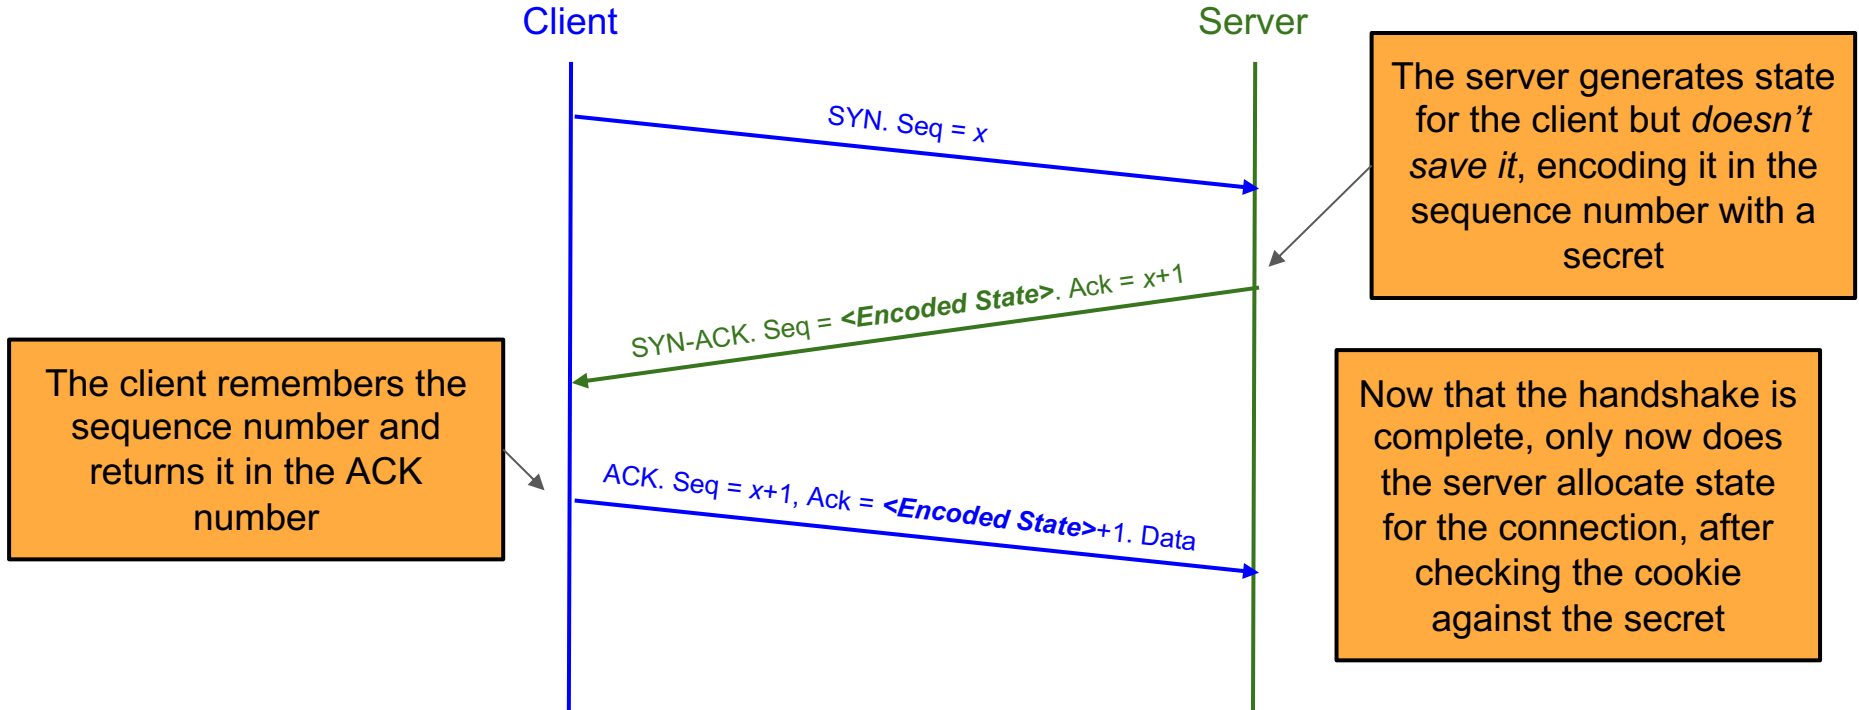 Client
Server
The server generates state
for the client but doesn't
save it, encoding it in the
sequence number with a
secret
SYN. Seq = x
SYN-ACK. Seq = <Encoded State>. Ack = x+1
The client remembers the
sequence number and
returns it in the ACK
number
ACK. Seq = x+1, Ack = <Encoded State>+1. Data
Now that the handshake is
complete, only now does
the server allocate state
for the connection, after
checking the cookie
against the secret